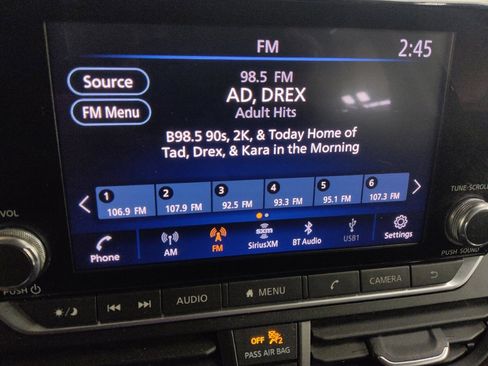 FM
2:45
Source
98.5 FM
AD, DREX
FM Menu
Adult Hits
B98.5 90s, 2K, & Today Home of
Tad, Drex, & Kara in the Morning
1 2 3 4 5 6
106.9 FM 107.9 FM 92.5 FM 93.3 FM 95.1 FM 107.3 FM
Phone
AM
FM
sxm
SiriusXM
BT Audio
USB1
Settings
VOL
PUSH
TUNE-SCROLL
PUSH SOUND
AUDIO
MENU
CAMERA
OFF 2
PASS AIR BAG